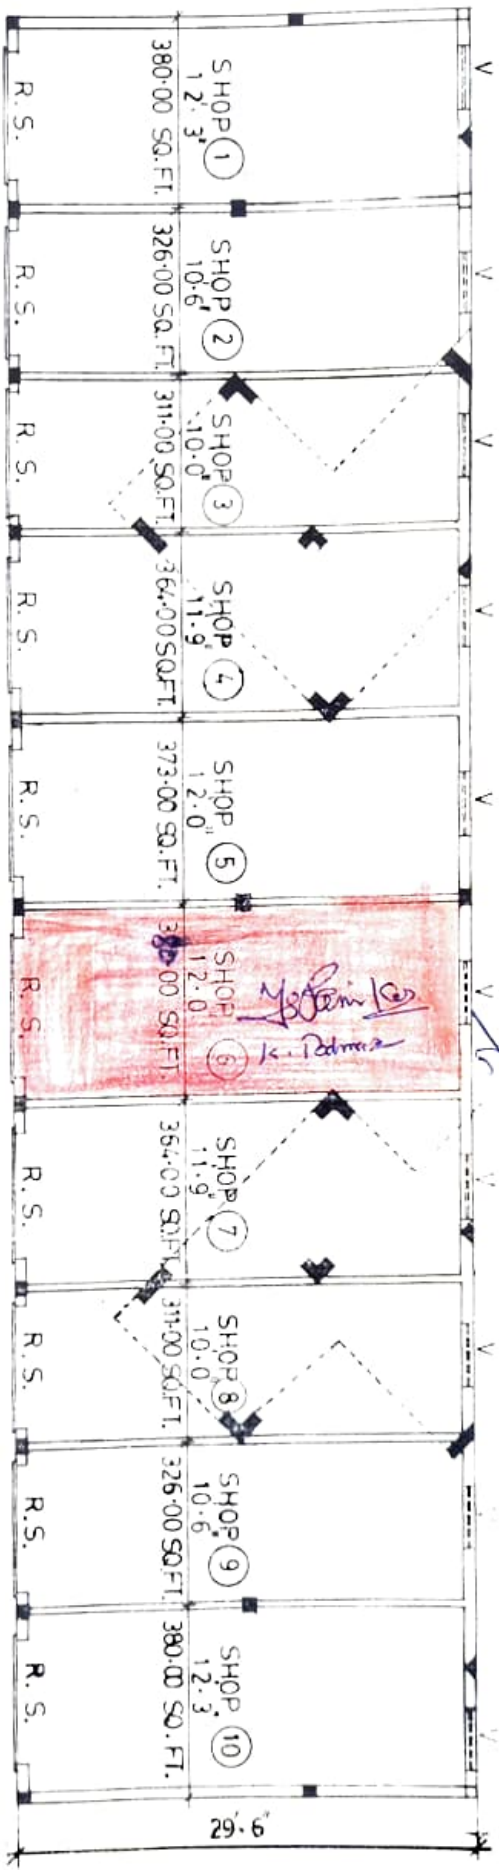 SHOP 1
12'.3"
380.00 SQ.FT.
R.S.
V
SHOP 2
10'.6"
326.00 SQ.FT.
R.S.
V
SHOP 3
10.0"
311.00 SQ.FT.
R.S.
V
SHOP 4
11.9"
364.00 SQ.FT.
R.S.
V
SHOP 5
12.0"
373.00 SQ.FT.
R.S.
V
SHOP 6
12.0
00 SQ.FT.
R.S.
V
SHOP 7
11.9"
364.00 SQ.FT.
R.S.
V
SHOP 8
10.0"
311.00 SQ.FT.
R.S.
V
SHOP 9
10.6"
326.00 SQ.FT.
R.S.
V
SHOP 10
12.3"
380.00 SQ.FT.
R.S.
V
29'.6"